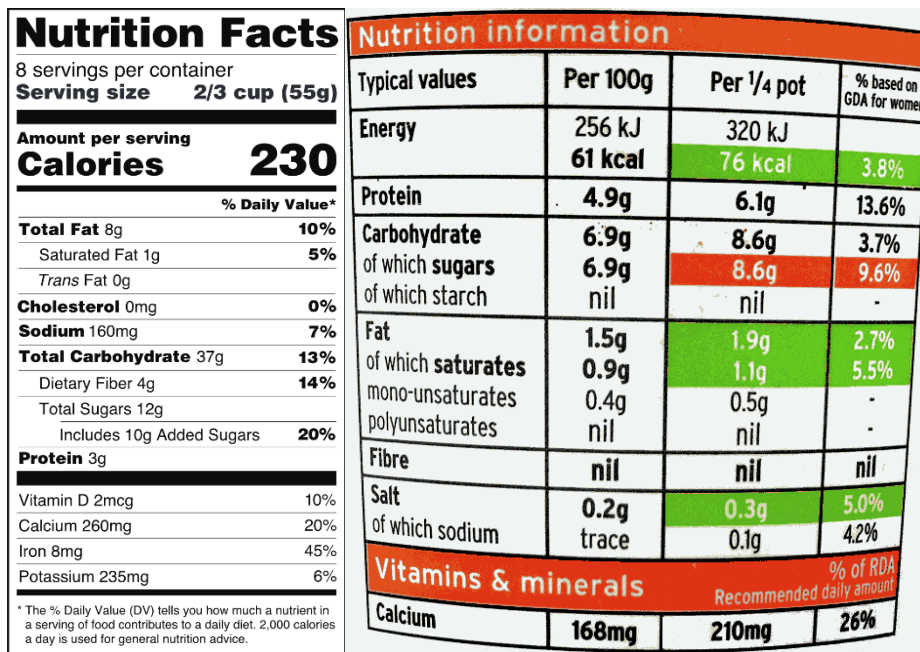 Nutrition Facts
8 servings per container
Serving size 2/3 cup (55g)
Amount per serving
Calories 230
% Daily Value*
Total Fat 8g 10%
Saturated Fat 1g 5%
Trans Fat 0g
Cholesterol 0mg 0%
Sodium 160mg 7%
Total Carbohydrate 37g 13%
Dietary Fiber 4g 14%
Total Sugars 12g
Includes 10g Added Sugars 20%
Protein 3g
Vitamin D 2mcg 10%
Calcium 260mg 20%
Iron 8mg 45%
Potassium 235mg 6%
* The % Daily Value (DV) tells you how much a nutrient in
a serving of food contributes to a daily diet. 2,000 calories
a day is used for general nutrition advice.
Nutrition information
Typical values Per 100g Per 1/4 pot % based on
GDA for women
Energy 256 kJ 320 kJ
61 kcal 76 kcal 3.8%
Protein 4.9g 6.1g 13.6%
Carbohydrate 6.9g 8.6g 3.7%
of which sugars 6.9g 8.6g 9.6%
of which starch nil nil -
Fat 1.5g 1.9g 2.7%
of which saturates 0.9g 1.1g 5.5%
mono-unsaturates 0.4g 0.5g -
polyunsaturates nil nil -
Fibre nil nil nil
Salt 0.2g 0.3g 5.0%
of which sodium trace 0.1g 4.2%
Vitamins & minerals % of RDA
Recommended daily amount
Calcium 168mg 210mg 26%